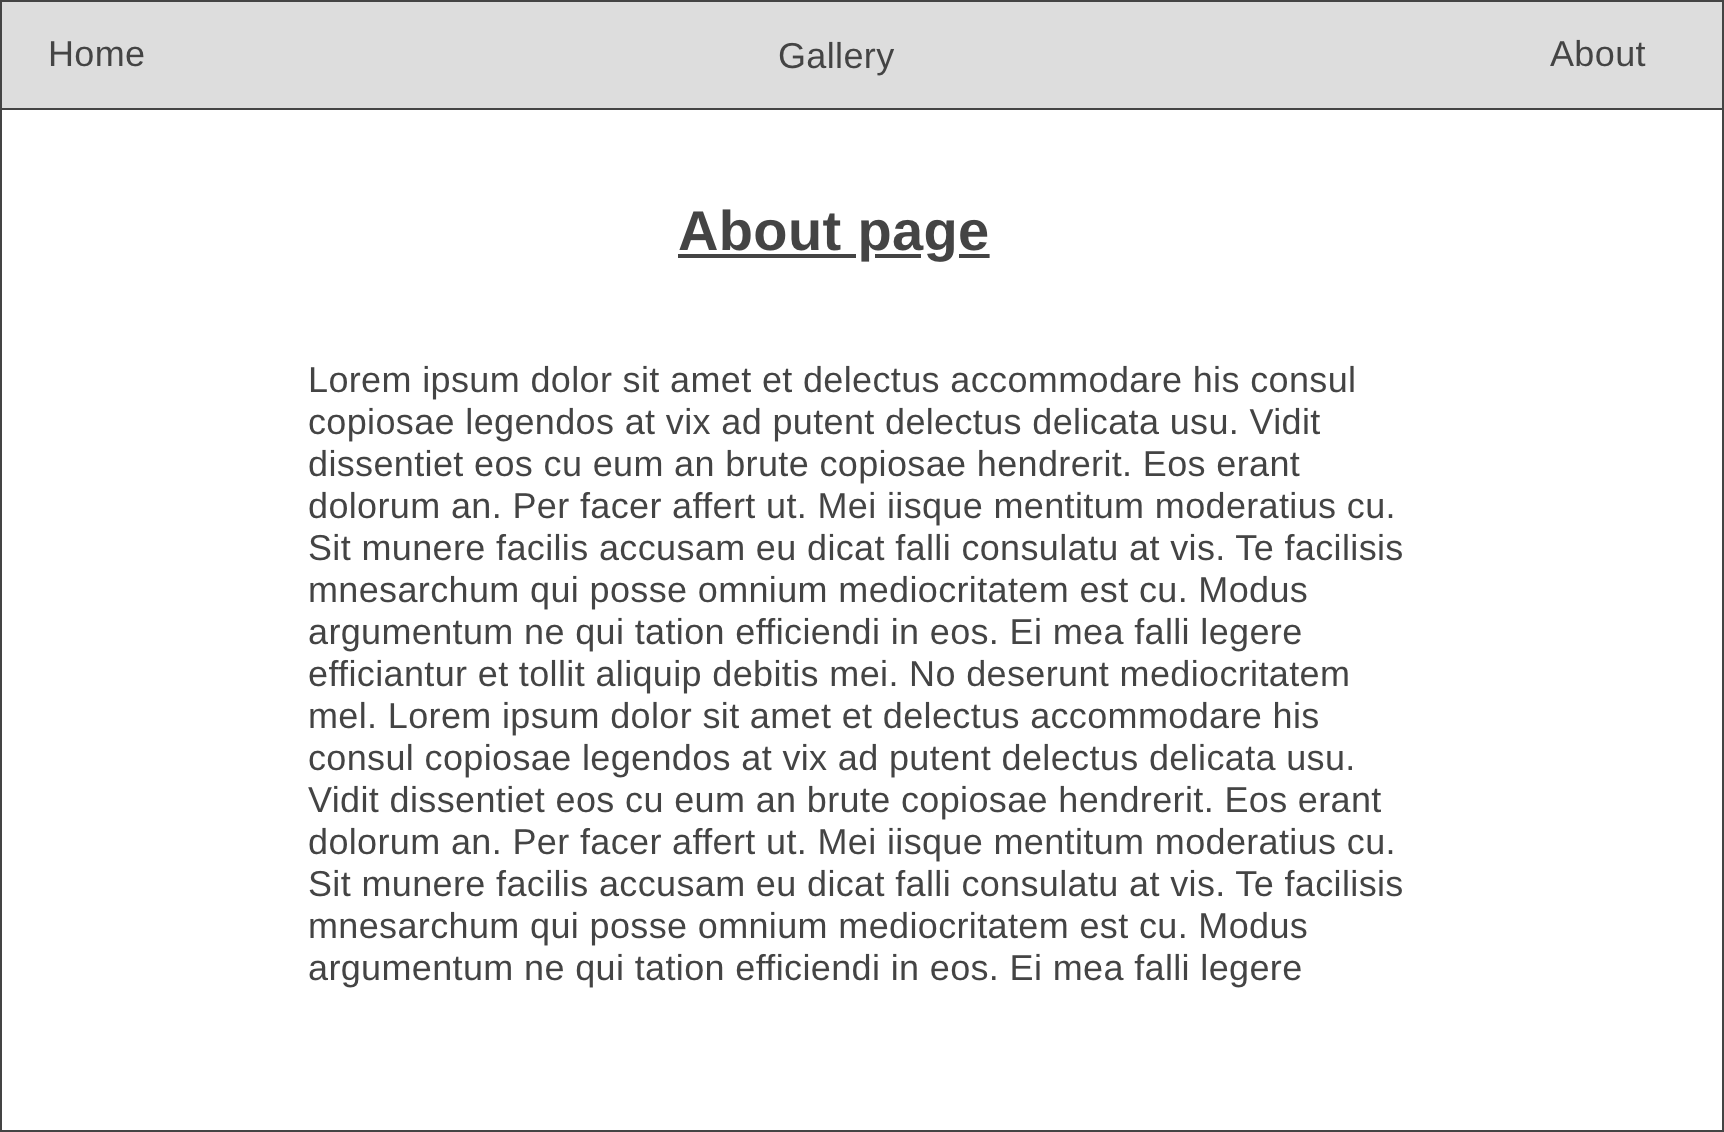 Home Gallery About
About page
Lorem ipsum dolor sit amet et delectus accommodare his consul
copiosae legendos at vix ad putent delectus delicata usu. Vidit
dissentiet eos cu eum an brute copiosae hendrerit. Eos erant
dolorum an. Per facer affert ut. Mei iisque mentitum moderatius cu.
Sit munere facilis accusam eu dicat falli consulatu at vis. Te facilisis
mnesarchum qui posse omnium mediocritatem est cu. Modus
argumentum ne qui tation efficiendi in eos. Ei mea falli legere
efficiantur et tollit aliquip debitis mei. No deserunt mediocritatem
mel. Lorem ipsum dolor sit amet et delectus accommodare his
consul copiosae legendos at vix ad putent delectus delicata usu.
Vidit dissentiet eos cu eum an brute copiosae hendrerit. Eos erant
dolorum an. Per facer affert ut. Mei iisque mentitum moderatius cu.
Sit munere facilis accusam eu dicat falli consulatu at vis. Te facilisis
mnesarchum qui posse omnium mediocritatem est cu. Modus
argumentum ne qui tation efficiendi in eos. Ei mea falli legere